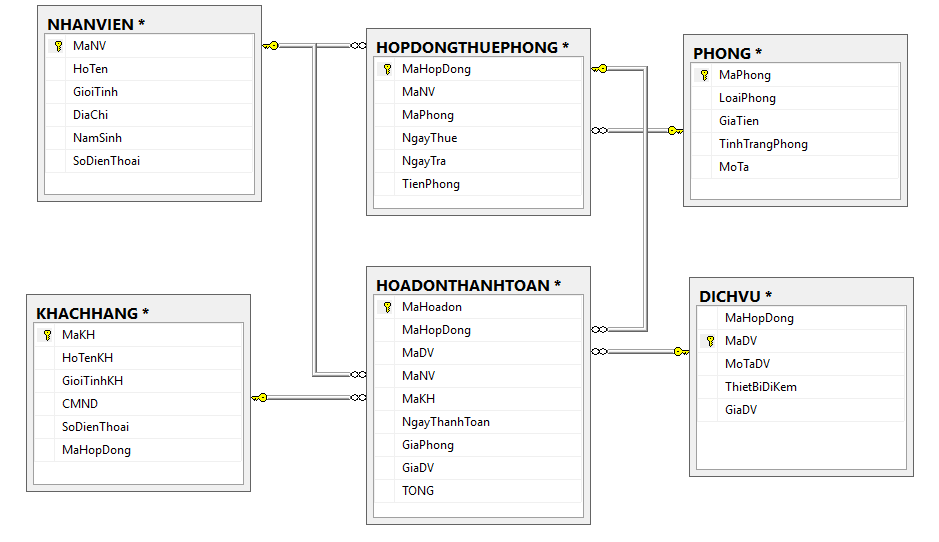 NHANVIEN *
MaNV
HoTen
GioiTinh
DiaChi
NamSinh
SoDienThoai
HOPDONGTHUEPHONG *
MaHopDong
MaNV
MaPhong
NgayThue
NgayTra
TienPhong
PHONG *
MaPhong
LoaiPhong
GiaTien
TinhTrangPhong
MoTa
KHACHHANG *
MaKH
HoTenKH
GioiTinhKH
CMND
SoDienThoai
MaHopDong
HOADONTHANHTOAN *
MaHoadon
MaHopDong
MaDV
MaNV
MaKH
NgayThanhToan
GiaPhong
GiaDV
TONG
DICHVU *
MaHopDong
MaDV
MoTaDV
ThietBiDiKem
GiaDV